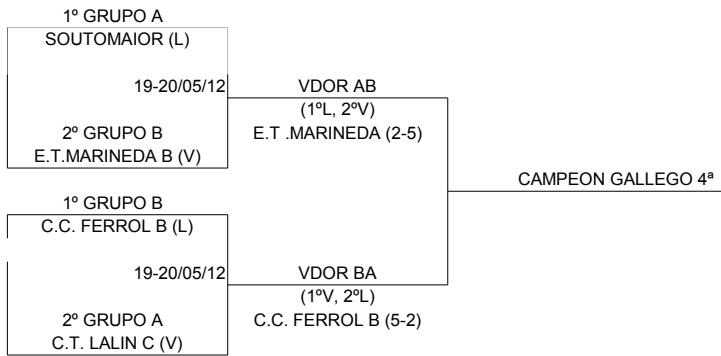 1º GRUPO A
SOUTOMAIOR (L)
19-20/05/12
2º GRUPO B
E.T.MARINEDA B (V)
VDOR AB
(1ºL, 2ºV)
E.T .MARINEDA (2-5)
CAMPEON GALLEGO 4ª
1º GRUPO B
C.C. FERROL B (L)
19-20/05/12
2º GRUPO A
C.T. LALIN C (V)
VDOR BA
(1ºV, 2ºL)
C.C. FERROL B (5-2)